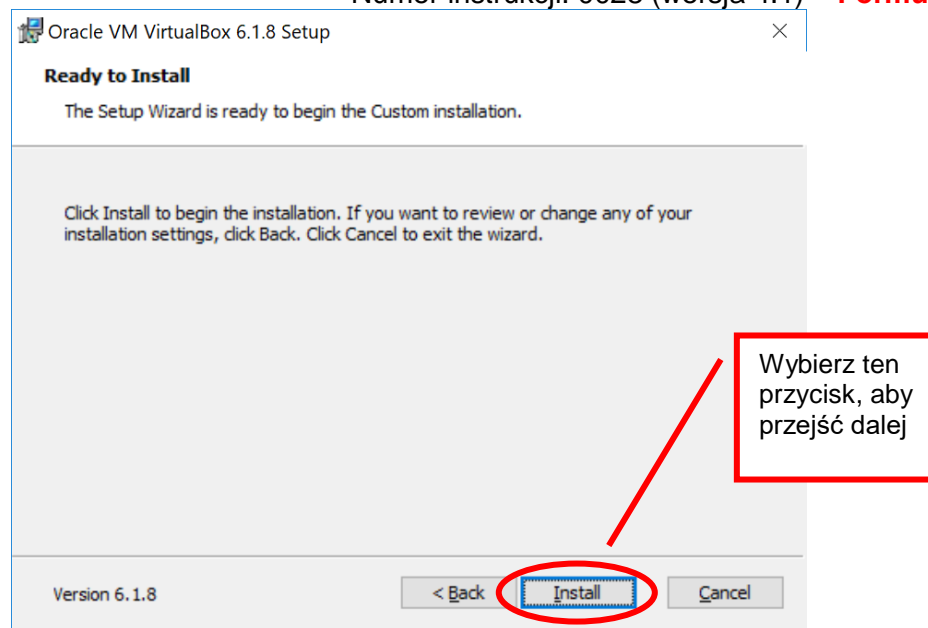 Oracle VM VirtualBox 6.1.8 Setup
Ready to Install
The Setup Wizard is ready to begin the Custom installation.
Click Install to begin the installation. If you want to review or change any of your
installation settings, click Back. Click Cancel to exit the wizard.
Wybierz ten
przycisk, aby
przejść dalej
Version 6.1.8
< Back
Install
Cancel